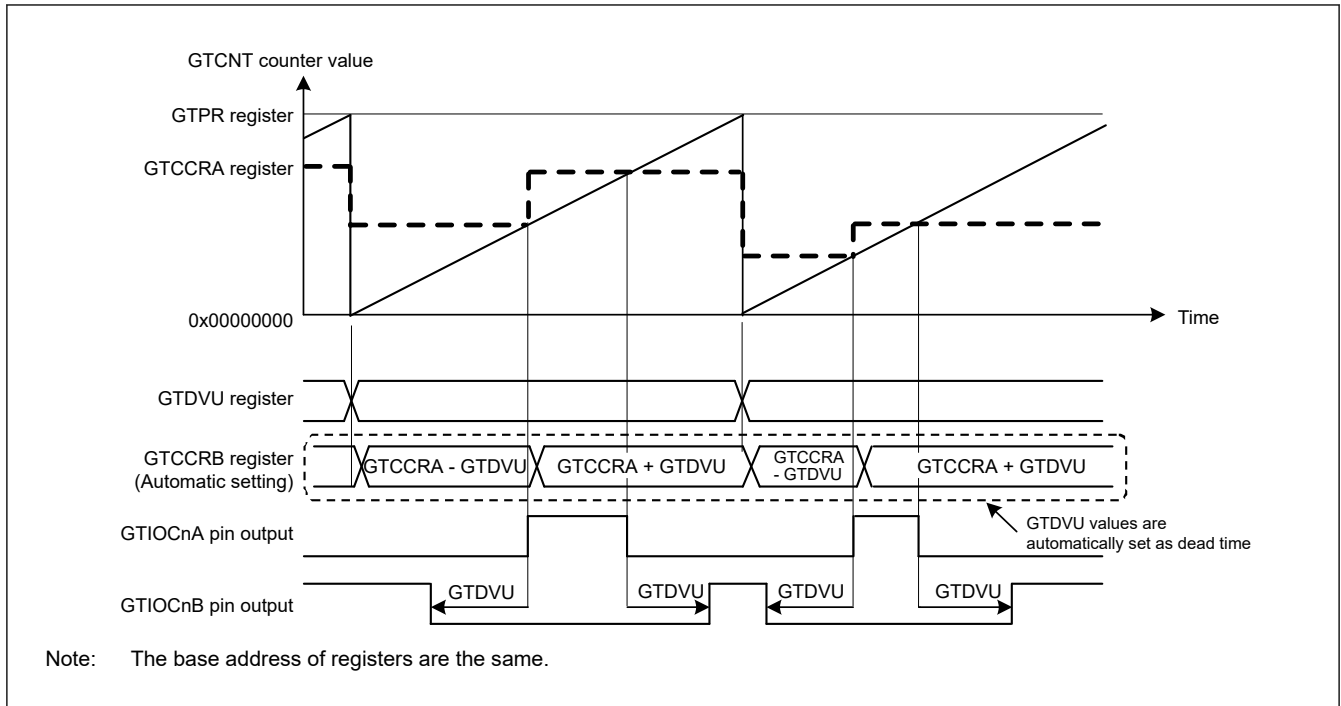 GTCNT counter value
GTPR register
GTCCRA register
0x00000000
Time
GTDVU register
GTCCRB register
(Automatic setting)
GTCCRA - GTDVU
GTCCRA + GTDVU
GTCCRA
- GTDVU
GTCCRA + GTDVU
GTDVU values are
automatically set as dead time
GTIOCnA pin output
GTIOCnB pin output
GTDVU
GTDVU
GTDVU
GTDVU
Note: The base address of registers are the same.